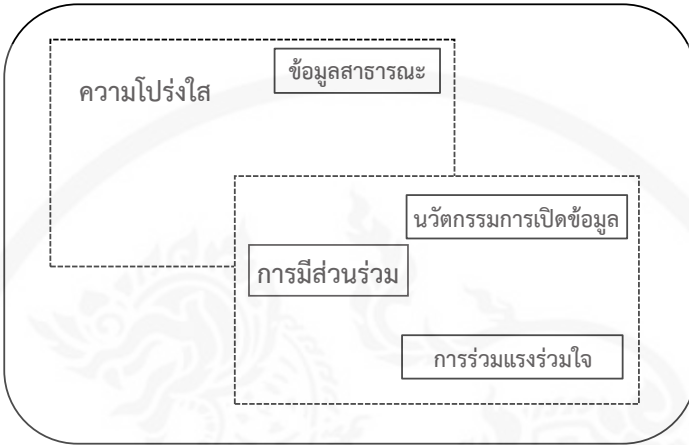 ข้อมูลสาธารณะ
ความโปร่งใส
นวัตกรรมการเปิดข้อมูล
การมีส่วนร่วม
การร่วมแรงร่วมใจ